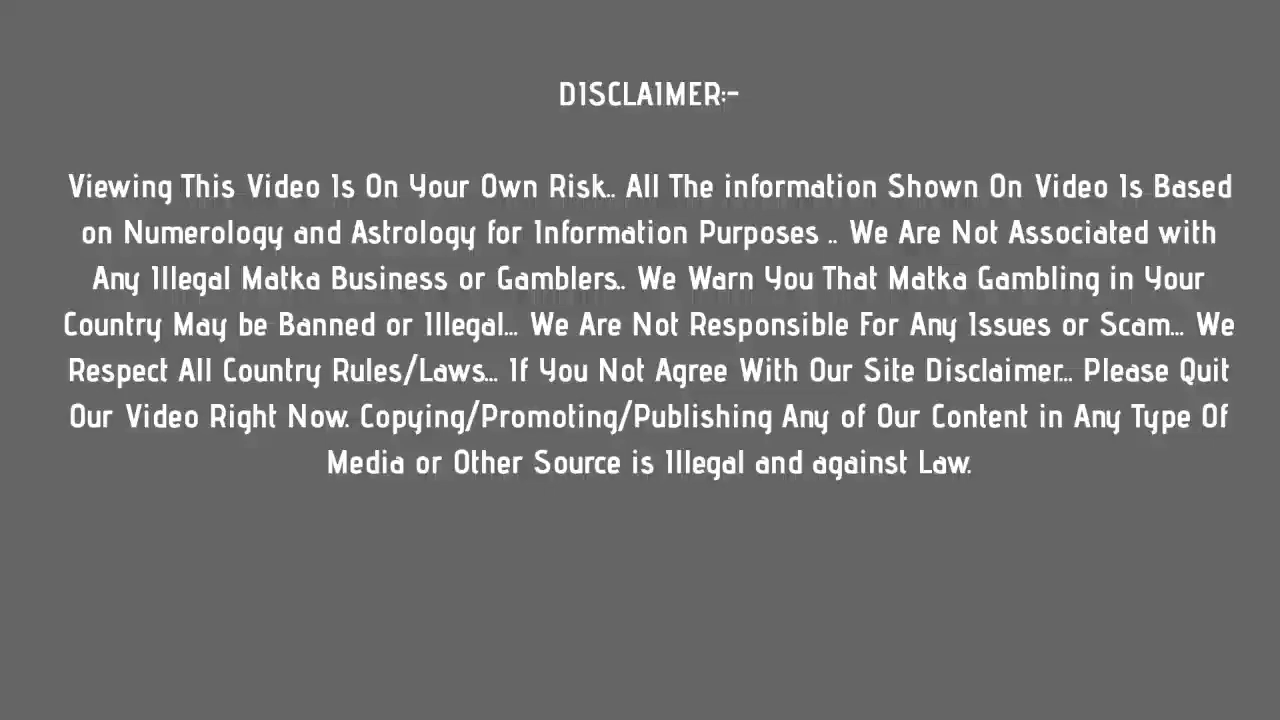 DISCLAIMER:-
Viewing This Video Is On Your Own Risk.. All The information Shown On Video Is Based
on Numerology and Astrology for Information Purposes .. We Are Not Associated with
Any Illegal Matka Business or Gamblers.. We Warn You That Matka Gambling in Your
Country May be Banned or Illegal... We Are Not Responsible For Any Issues or Scam... We
Respect All Country Rules/Laws... If You Not Agree With Our Site Disclaimer... Please Quit
Our Video Right Now. Copying/Promoting/Publishing Any of Our Content in Any Type Of
Media or Other Source is Illegal and against Law.